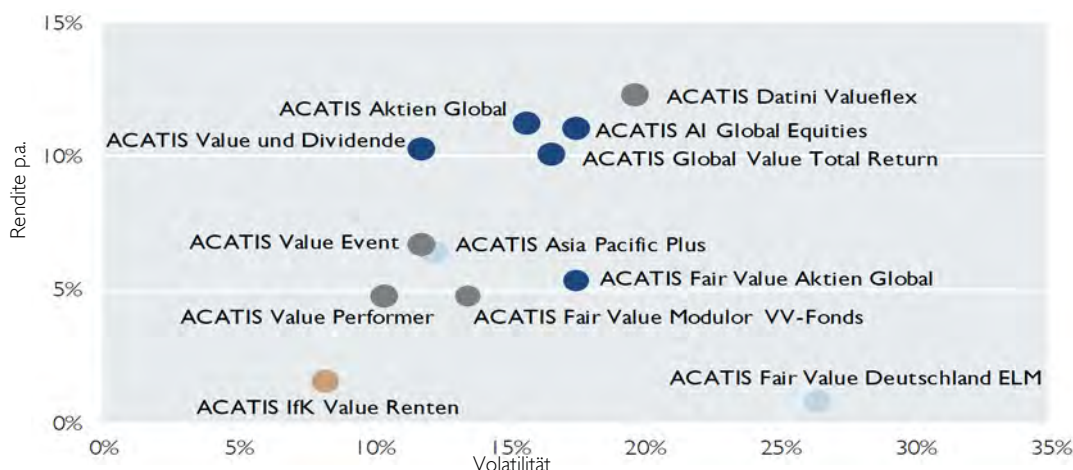 15%
ACATIS Datini Valueflex
ACATIS Aktien Global
ACATIS AI Global Equities
ACATIS Value und Dividende
10%
ACATIS Global Value Total Return
Rendite p.a.
ACATIS Value Event
ACATIS Asia Pacific Plus
ACATIS Fair Value Aktien Global
5%
ACATIS Value Performer
ACATIS Fair Value Modulor VV-Fonds
ACATIS Fair Value Deutschland ELM
ACATIS IfK Value Renten
0%
0% 5% 10% 15% 20% 25% 30% 35%
Volatilität